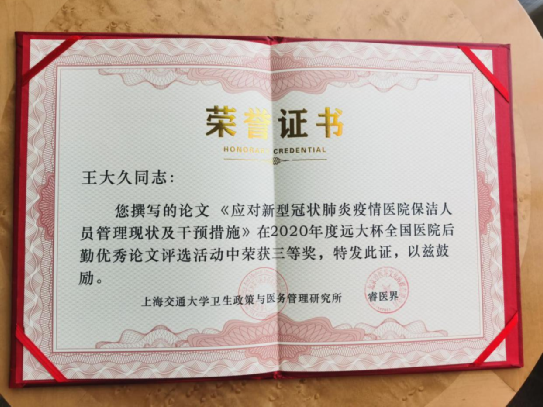 荣誉证书
HONORARY CREDENTIAL
王大久同志：
您撰写的论文《应对新型冠状肺炎疫情医院保洁人
员管理现状及干预措施》在2020年度远大杯全国医院后
勤优秀论文评选活动中荣获三等奖，特发此证，以兹鼓
励。
上海交通大学卫生政策与医务管理研究所 睿医界